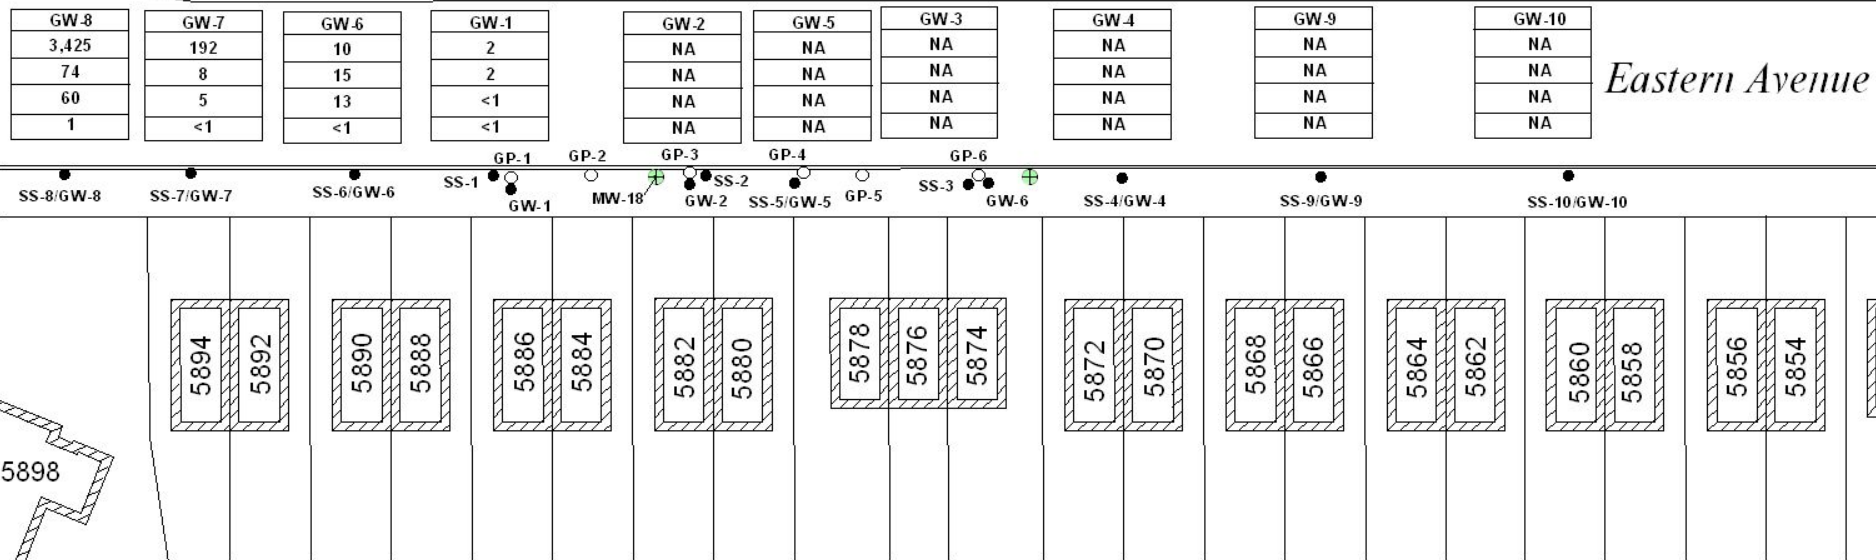 GW-8
3,425
74
60
1
GW-7
192
8
5
<1
GW-6
10
15
13
<1
GW-1
2
2
<1
<1
GW-2
NA
NA
NA
NA
GW-5
NA
NA
NA
NA
GW-3
NA
NA
NA
NA
GW-4
NA
NA
NA
NA
GW-9
NA
NA
NA
NA
GW-10
NA
NA
NA
NA
Eastern Avenue
SS-8/GW-8
SS-7/GW-7
SS-6/GW-6
SS-1
GP-1
GW-1
GP-2
MW-18
GP-3
SS-2
GW-2
GP-4
SS-5/GW-5
GP-5
GP-6
SS-3
GW-6
SS-4/GW-4
SS-9/GW-9
SS-10/GW-10
5894
5892
5890
5888
5886
5884
5882
5880
5878
5876
5874
5872
5870
5868
5866
5864
5862
5860
5858
5856
5854
5898